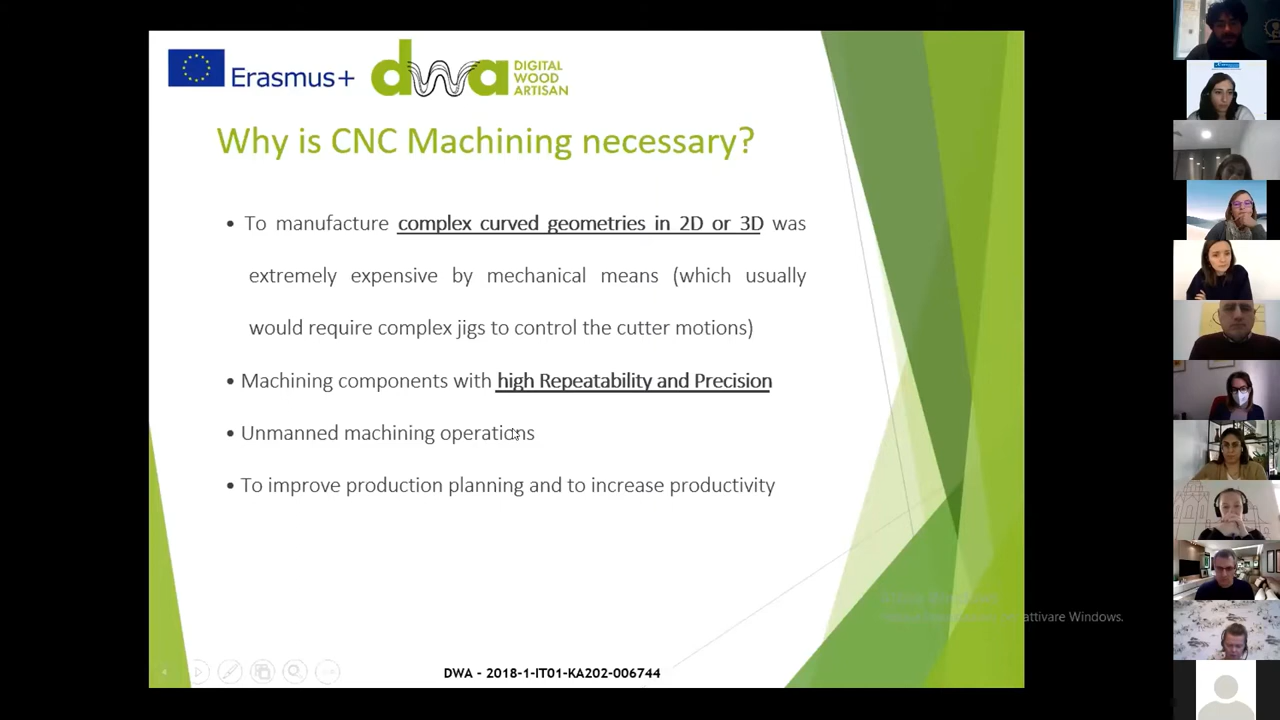 Erasmus+
dwa DIGITAL
WOOD
ARTISAN
Why is CNC Machining necessary?
• To manufacture complex curved geometries in 2D or 3D was
extremely expensive by mechanical means (which usually
would require complex jigs to control the cutter motions)
• Machining components with high Repeatability and Precision
• Unmanned machining operations
• To improve production planning and to increase productivity
attivare Windows.
DWA - 2018-1-IT01-KA202-006744